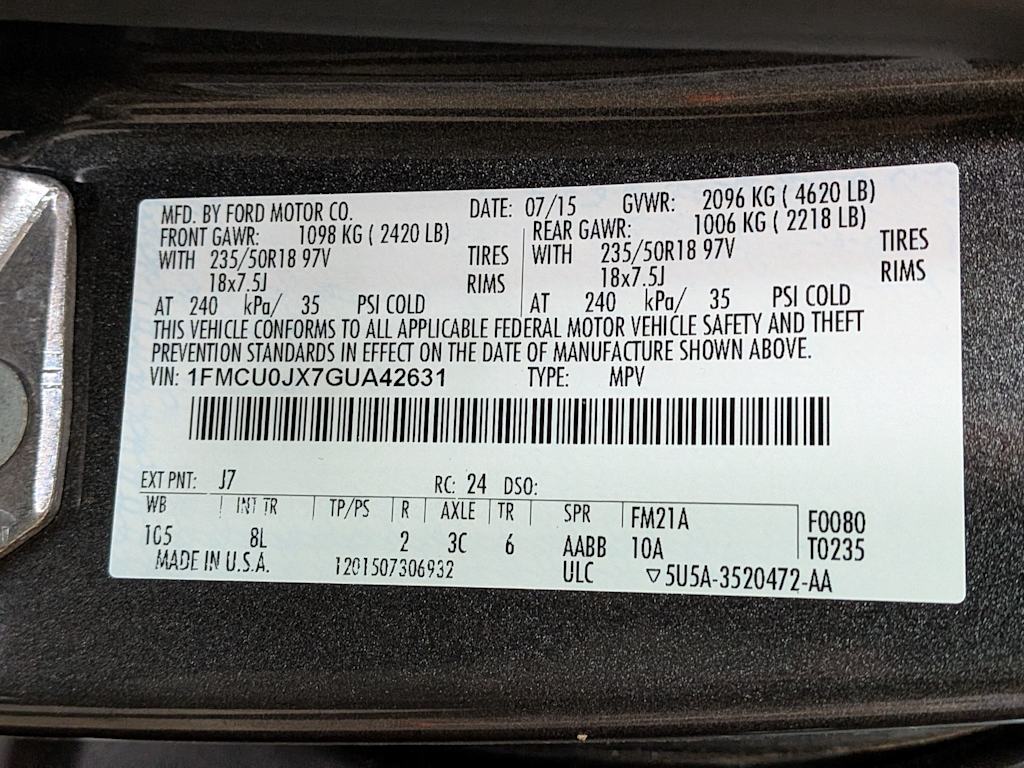 MFD. BY FORD MOTOR CO. DATE: 07/15 GVWR: 2096 KG ( 4620 LB)
FRONT GAWR: 1098 KG ( 2420 LB) REAR GAWR: 1006 KG ( 2218 LB)
WITH 235/50R18 97V TIRES WITH 235/50R18 97V TIRES
18x7.5J RIMS 18x7.5J RIMS
AT 240 kPa/ 35 PSI COLD AT 240 kPa/ 35 PSI COLD
THIS VEHICLE CONFORMS TO ALL APPLICABLE FEDERAL MOTOR VEHICLE SAFETY AND THEFT
PREVENTION STANDARDS IN EFFECT ON THE DATE OF MANUFACTURE SHOWN ABOVE.
VIN: 1FMCU0JX7GUA42631 TYPE: MPV
EXT PNT: J7 RC: 24 DSO:
WB INT TR TP/PS R AXLE TR SPR FM21A F0080
105 8L 2 3C 6 AABB 10A T0235
MADE IN U.S.A. 1201507306932 ULC ▽5U5A-3520472-AA